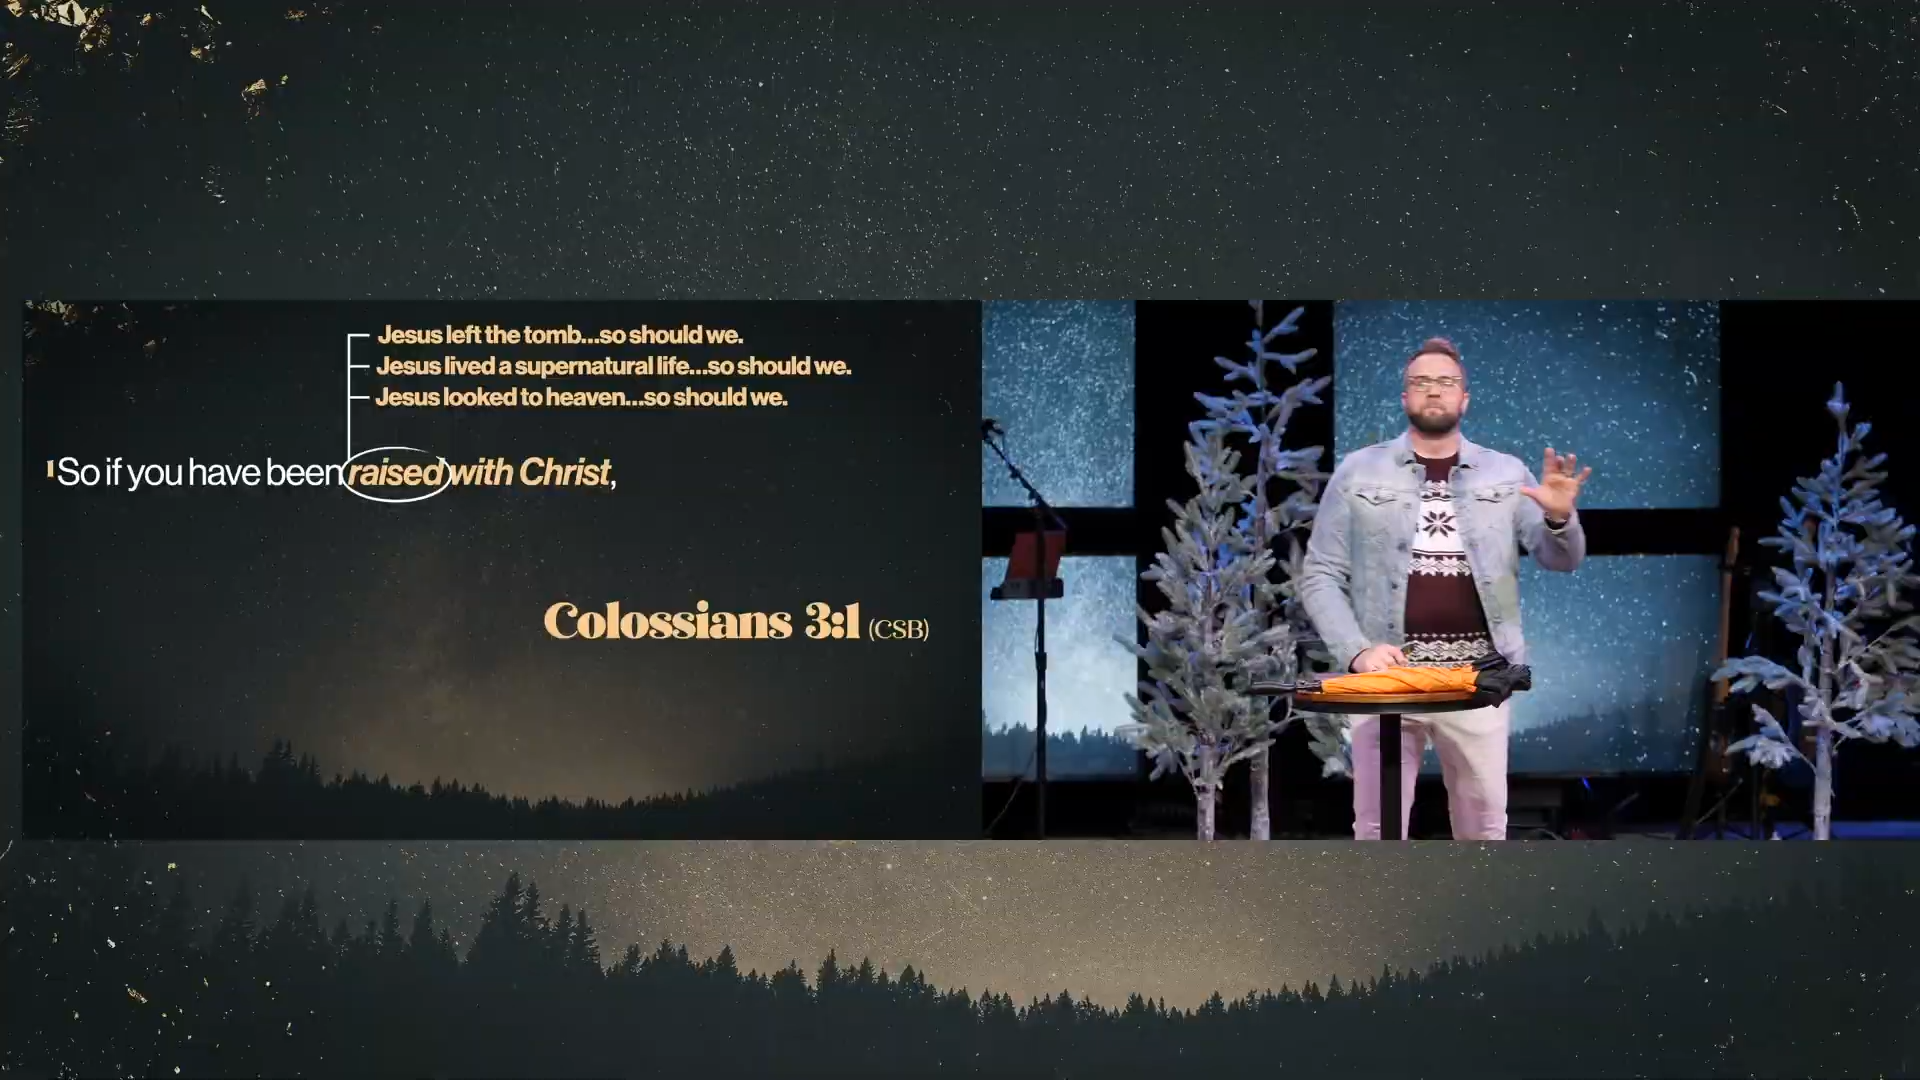 Jesus left the tomb...so should we.
Jesus lived a supernatural life...so should we.
Jesus looked to heaven...so should we.
1So if you have been raised with Christ,
Colossians 3:1 (CSB)